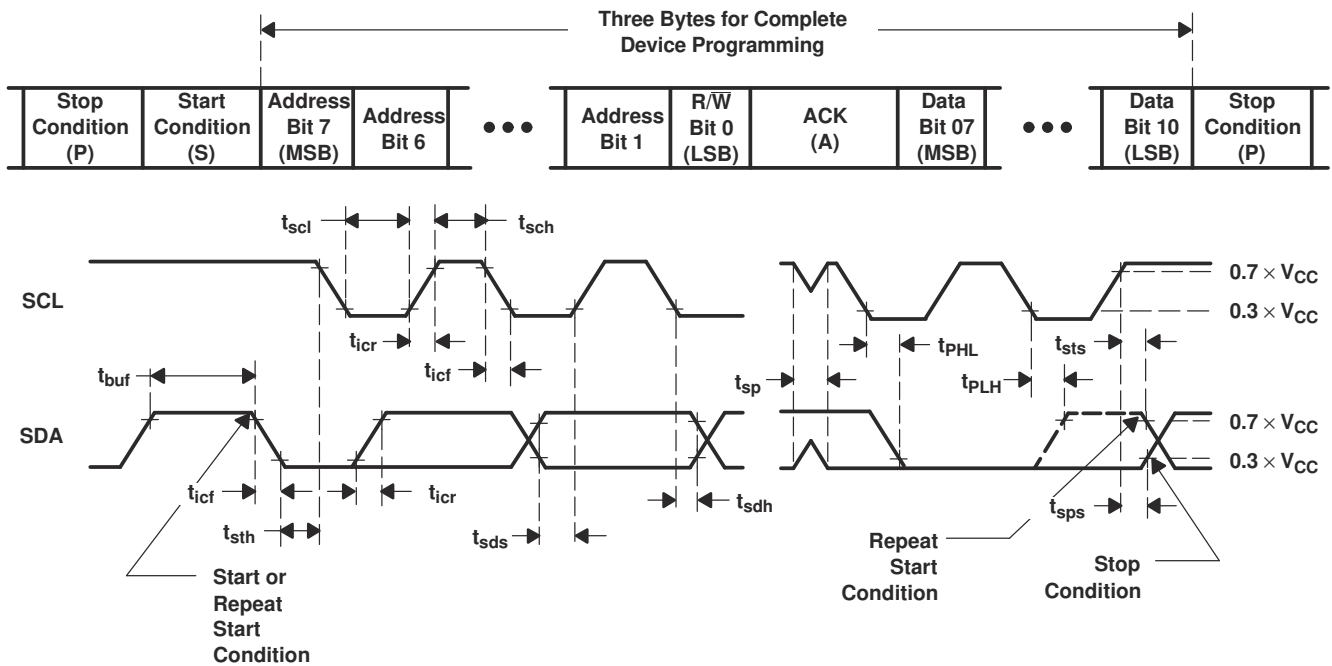 Three Bytes for Complete
Device Programming
Stop
Condition
(P)
Start
Condition
(S)
Address
Bit 7
(MSB)
Address
Bit 6
•••
Address
Bit 1
R/W̅
Bit 0
(LSB)
ACK
(A)
Data
Bit 07
(MSB)
•••
Data
Bit 10
(LSB)
Stop
Condition
(P)
tscl
tsch
0.7 × VCC
SCL
0.3 × VCC
ticr
tPHL
tsts
tbuf
ticf
tsp
tPLH
SDA
0.7 × VCC
0.3 × VCC
ticf
ticr
tsdh
tsth
tsds
tsps
Start or
Repeat
Start
Condition
Repeat
Start
Condition
Stop
Condition